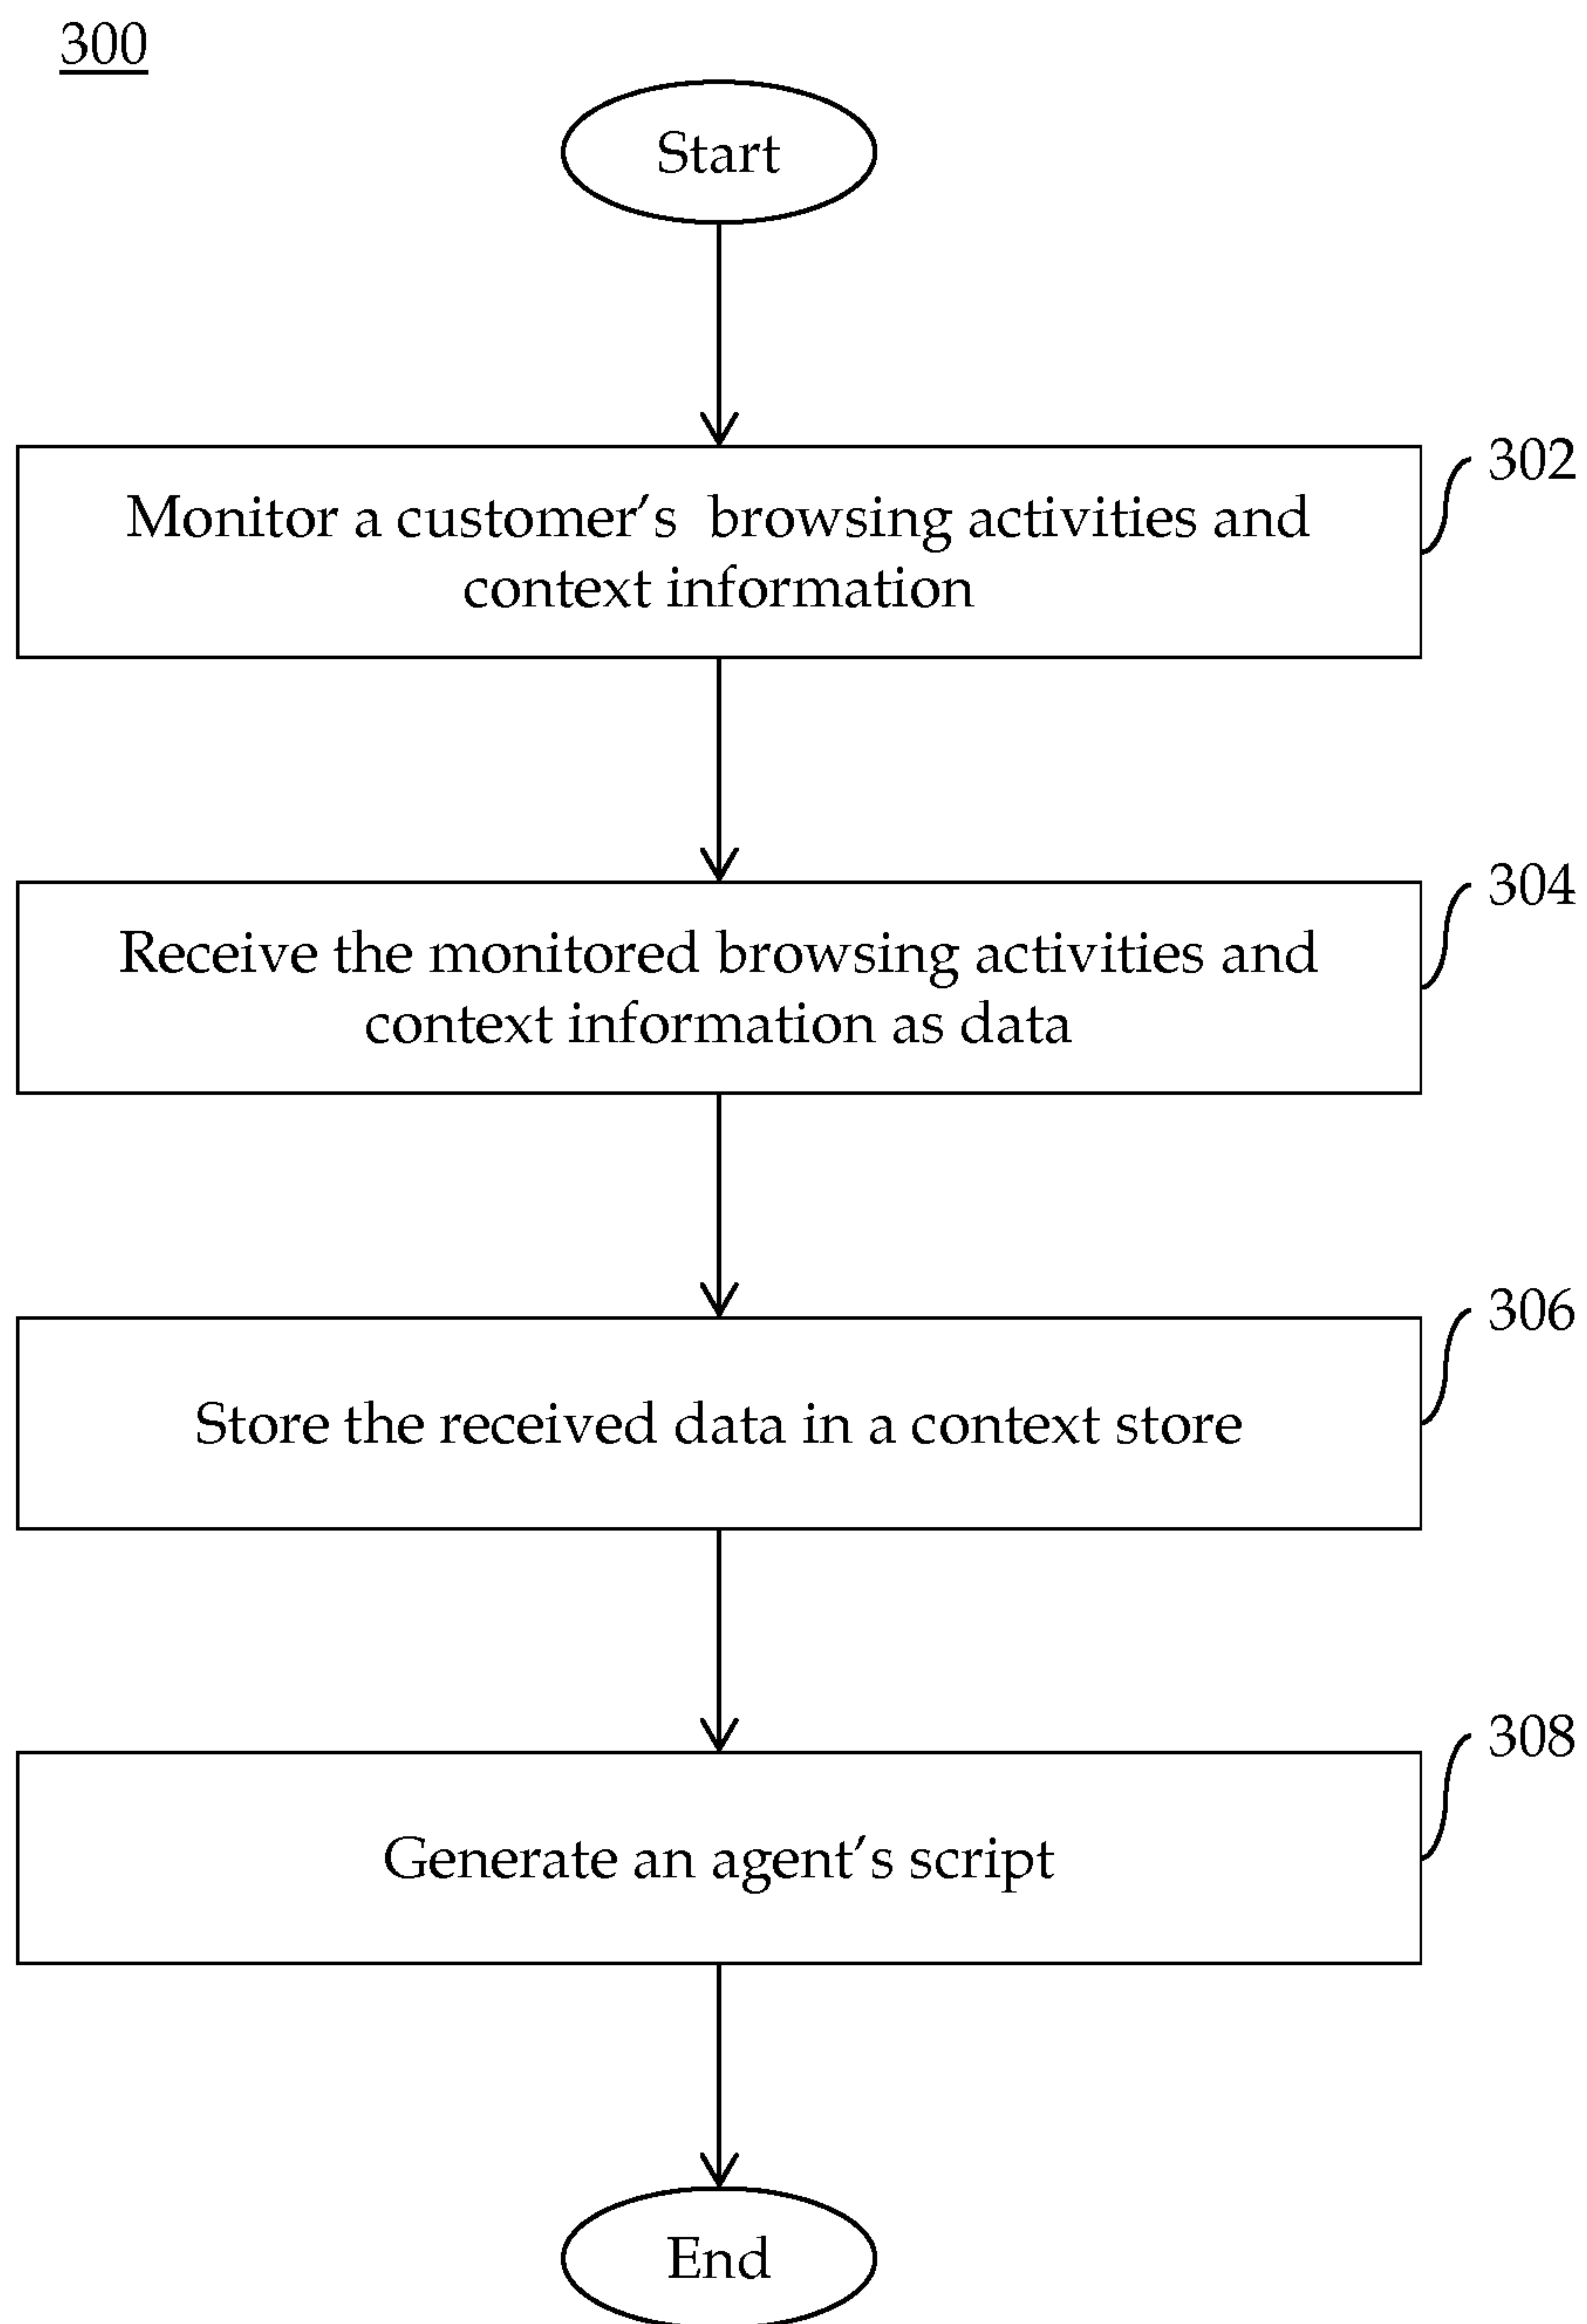 300
Start
302
Monitor a customer's browsing activities and
context information
304
Receive the monitored browsing activities and
context information as data
306
Store the received data in a context store
308
Generate an agent's script
End